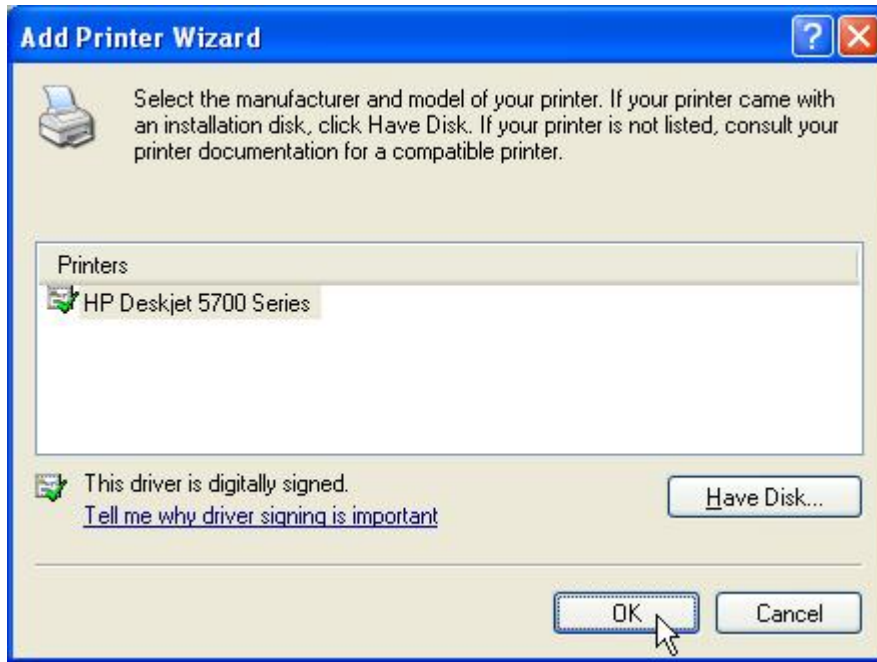 Add Printer Wizard
Select the manufacturer and model of your printer. If your printer came with
an installation disk, click Have Disk. If your printer is not listed, consult your
printer documentation for a compatible printer.
Printers
HP Deskjet 5700 Series
This driver is digitally signed.
Tell me why driver signing is important
Have Disk...
OK
Cancel